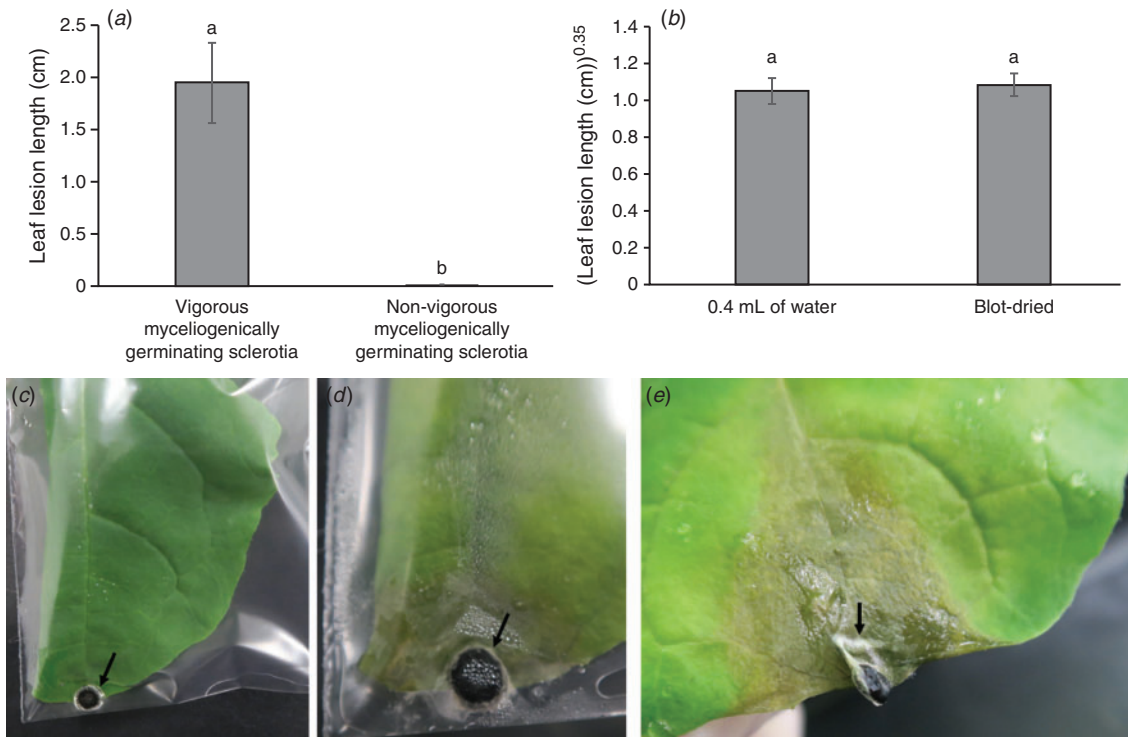 (a)
Leaf lesion length (cm)
2.5
2.0
1.5
1.0
0.5
0
a
b
Vigorous
myceliogenically
germinating sclerotia
Non-vigorous
myceliogenically
germinating sclerotia
(b)
(Leaf lesion length (cm))^0.35
1.4
1.2
1.0
0.8
0.6
0.4
0.2
0
a
a
0.4 mL of water
Blot-dried
(c)
(d)
(e)